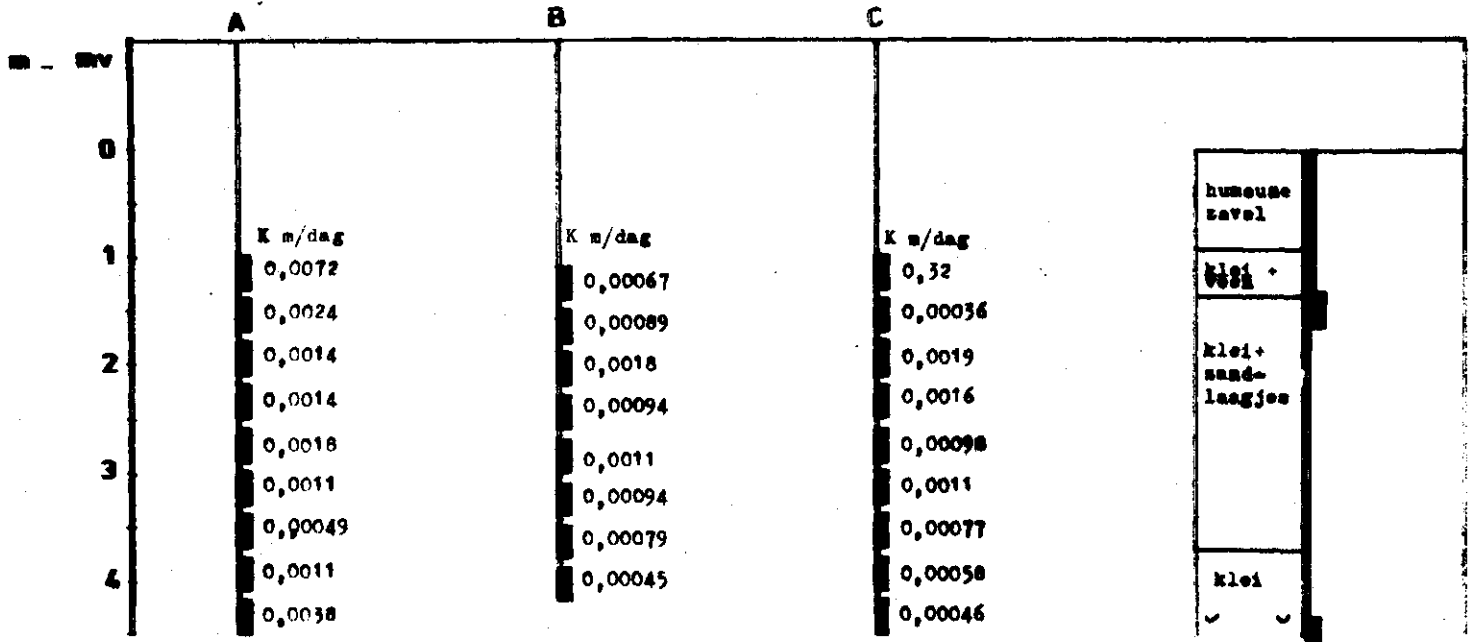 A B C
m - mv
0
1
2
3
4
K m/dag
0,0072
0,0024
0,0014
0,0014
0,0018
0,0011
0,00049
0,0011
0,0038
K m/dag
0,00067
0,00089
0,0018
0,00094
0,0011
0,00094
0,00079
0,00045
K m/dag
0,32
0,00036
0,0019
0,0016
0,00098
0,0011
0,00077
0,00058
0,00046
humeuze
zavel
klei +
veen
klei+
zand-
laagjes
klei